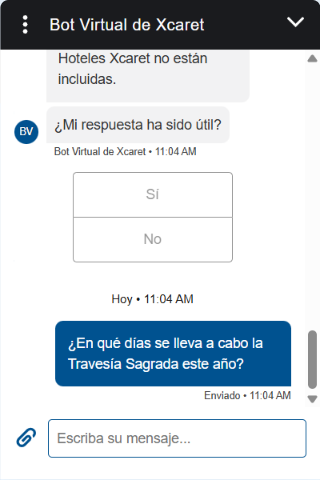 Bot Virtual de Xcaret
Hoteles Xcaret no están
incluidas.
¿Mi respuesta ha sido útil?
BV
Bot Virtual de Xcaret • 11:04 AM
Sí
No
Hoy • 11:04 AM
¿En qué días se lleva a cabo la
Travesía Sagrada este año?
Enviado • 11:04 AM
Escriba su mensaje...